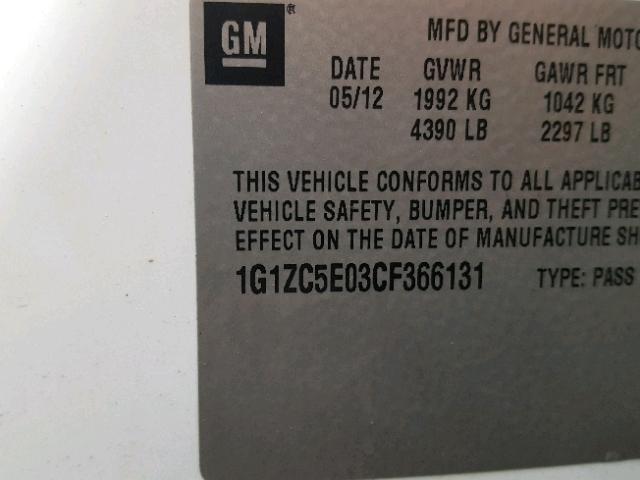 GM ®
MFD BY GENERAL MOTO
DATE GVWR GAWR FRT
05/12 1992 KG 1042 KG
4390 LB 2297 LB
THIS VEHICLE CONFORMS TO ALL APPLICAB
VEHICLE SAFETY, BUMPER, AND THEFT PRE
EFFECT ON THE DATE OF MANUFACTURE SH
1G1ZC5E03CF366131 TYPE: PASS